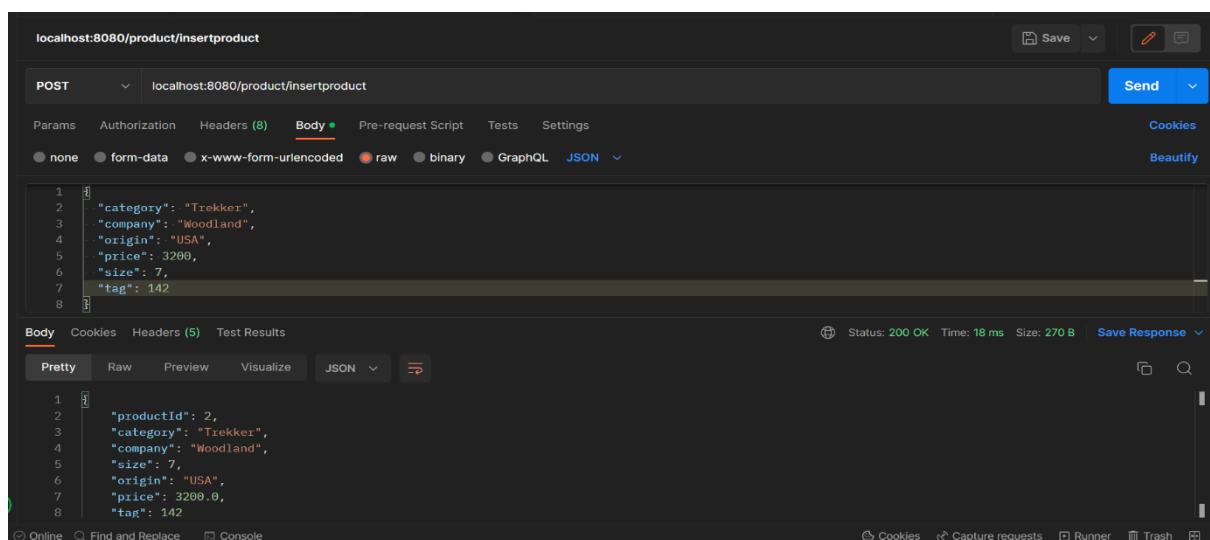 localhost:8080/product/insertproduct Save
POST localhost:8080/product/insertproduct Send
Params Authorization Headers (8) Body Pre-request Script Tests Settings Cookies
none form-data x-www-form-urlencoded raw binary GraphQL JSON Beautify
1 {
2 "category": "Trekker",
3 "company": "Woodland",
4 "origin": "USA",
5 "price": 3200,
6 "size": 7,
7 "tag": 142
8 }
Body Cookies Headers (5) Test Results Status: 200 OK Time: 18 ms Size: 270 B Save Response
Pretty Raw Preview Visualize JSON
1 {
2 "productId": 2,
3 "category": "Trekker",
4 "company": "Woodland",
5 "size": 7,
6 "origin": "USA",
7 "price": 3200.0,
8 "tag": 142
Online Find and Replace Console Cookies Capture requests Runner Trash